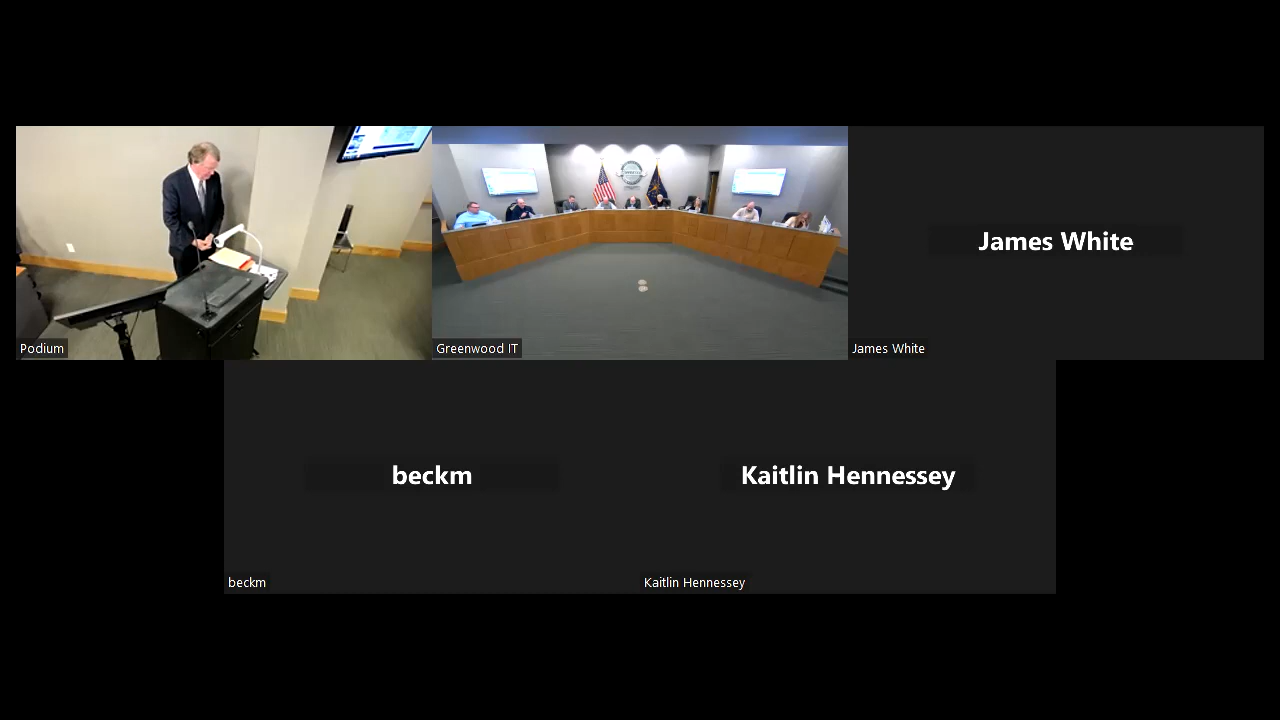 James White
Podium
Greenwood IT
James White
beckm
Kaitlin Hennessey
beckm
Kaitlin Hennessey